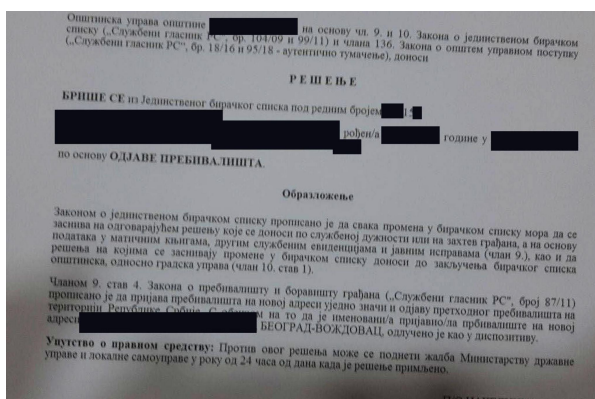 Општинска управа општине на основу чл. 9. и 10. Закона о јединственом бирачком
списку („Службени гласник РС", бр. 104/09 и 99/11) и члана 136. Закона о општем управном поступку
(„Службени гласник РС", бр. 18/16 и 95/18 - аутентично тумачење), доноси
Р Е Ш Е Њ Е
БРИШЕ СЕ из Јединственог бирачког списка под редним бројем
рођен/а године у
по основу ОДЈАВЕ ПРЕБИВАЛИШТА.
Образложење
Законом о јединственом бирачком списку прописано је да свака промена у бирачком списку мора да се
заснива на одговарајућем решењу које се доноси по службеној дужности или на захтев грађана, а на основу
података у матичним књигама, другим службеним евиденцијама и јавним исправама (члан 9.), као и да
решења на којима се заснивају промене у бирачком списку доноси до закључења бирачког списка
општинска, односно градска управа (члан 10. став 1).
Чланом 9. став 4. Закона о пребивалишту и боравишту грађана („Службени гласник РС", број 87/11)
прописано је да пријава пребивалишта на новој адреси уједно значи и одјаву претходног пребивалишта на
територији Републике Србије. С на то да је именовани/а пријавио/ла прбивалиште на новој
адреси БЕОГРАД-ВОЖДОВАЦ, одлучено је као у диспозитиву.
Упутство о правном средству: Против овог решења може се поднети жалба Министарству државне
управе и локалне самоуправе у року од 24 часа од дана када је решење примљено.